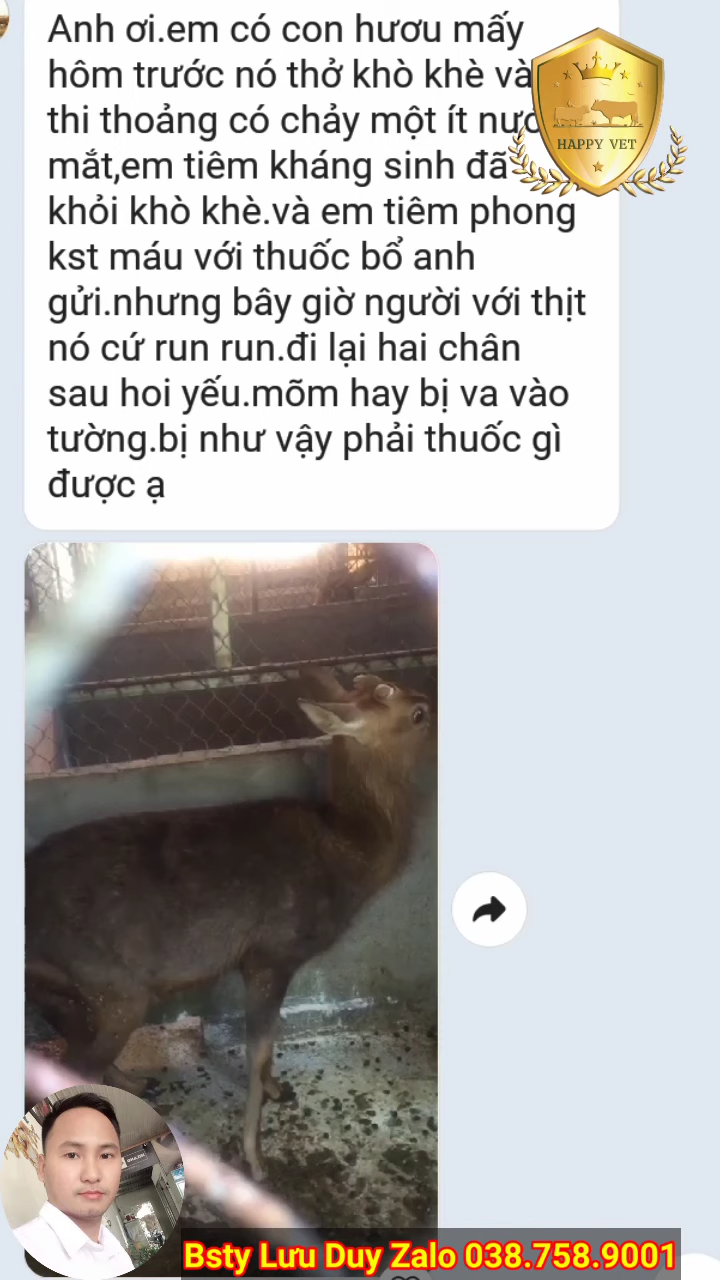 Anh ơi.em có con hươu mấy
hôm trước nó thở khò khè và
thi thoảng có chảy một ít nước
mắt,em tiêm kháng sinh đã
khỏi khò khè.và em tiêm phong
kst máu với thuốc bổ anh
gửi.nhưng bây giờ người với thịt
nó cứ run run.đi lại hai chân
sau hoi yếu.mõm hay bị va vào
tường.bị như vậy phải thuốc gì
được ạ
HAPPY VET
Bsty Lưu Duy Zalo 038.758.9001